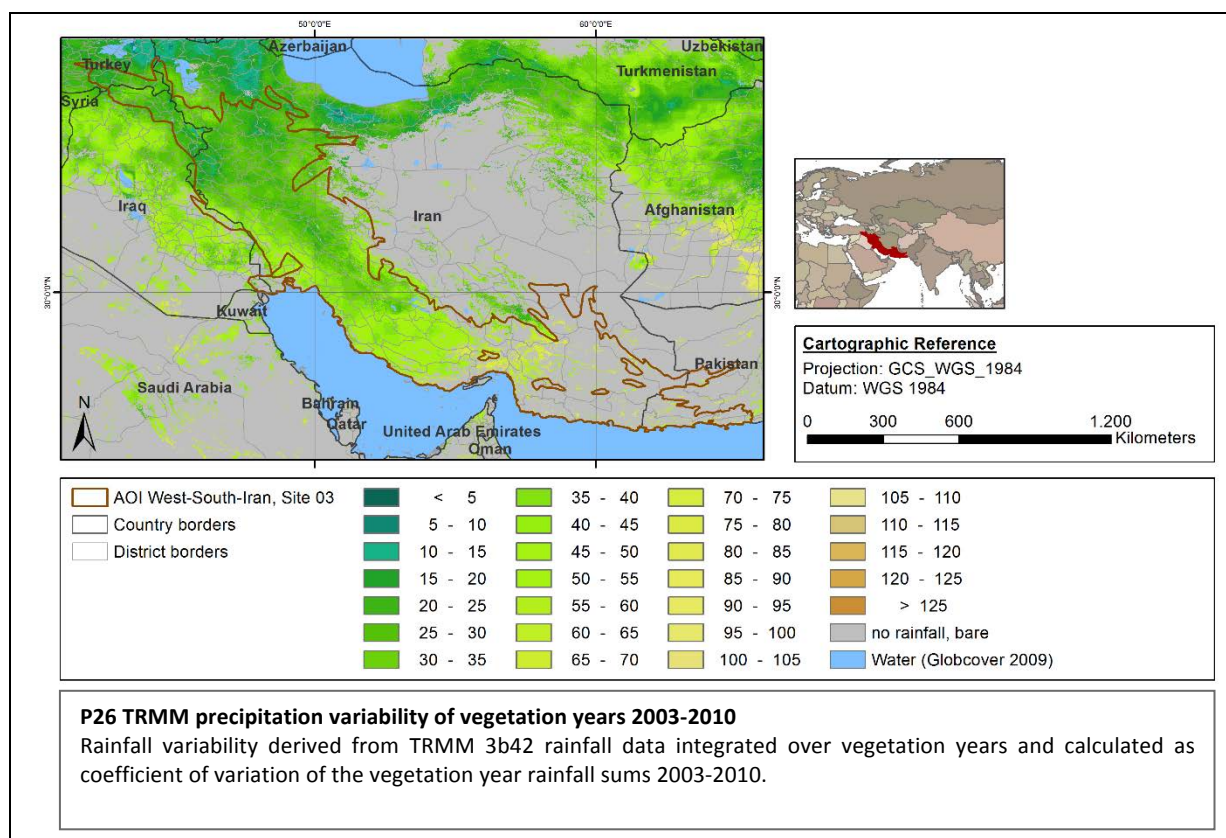 50°0'0"E 60°0'0"E
Azerbaijan Uzbekistan
Turkey Turkmenistan
Syria
Iraq Iran Afghanistan
30°0'0"N 30°0'0"N
Kuwait
Pakistan
Saudi Arabia
Bahrain
Qatar United Arab Emirates
Oman
N
Cartographic Reference
Projection: GCS_WGS_1984
Datum: WGS 1984
0 300 600 1.200
Kilometers
AOI West-South-Iran, Site 03
Country borders
District borders
< 5
5 - 10
10 - 15
15 - 20
20 - 25
25 - 30
30 - 35
35 - 40
40 - 45
45 - 50
50 - 55
55 - 60
60 - 65
65 - 70
70 - 75
75 - 80
80 - 85
85 - 90
90 - 95
95 - 100
100 - 105
105 - 110
110 - 115
115 - 120
120 - 125
> 125
no rainfall, bare
Water (Globcover 2009)
P26 TRMM precipitation variability of vegetation years 2003-2010
Rainfall variability derived from TRMM 3b42 rainfall data integrated over vegetation years and calculated as
coefficient of variation of the vegetation year rainfall sums 2003-2010.